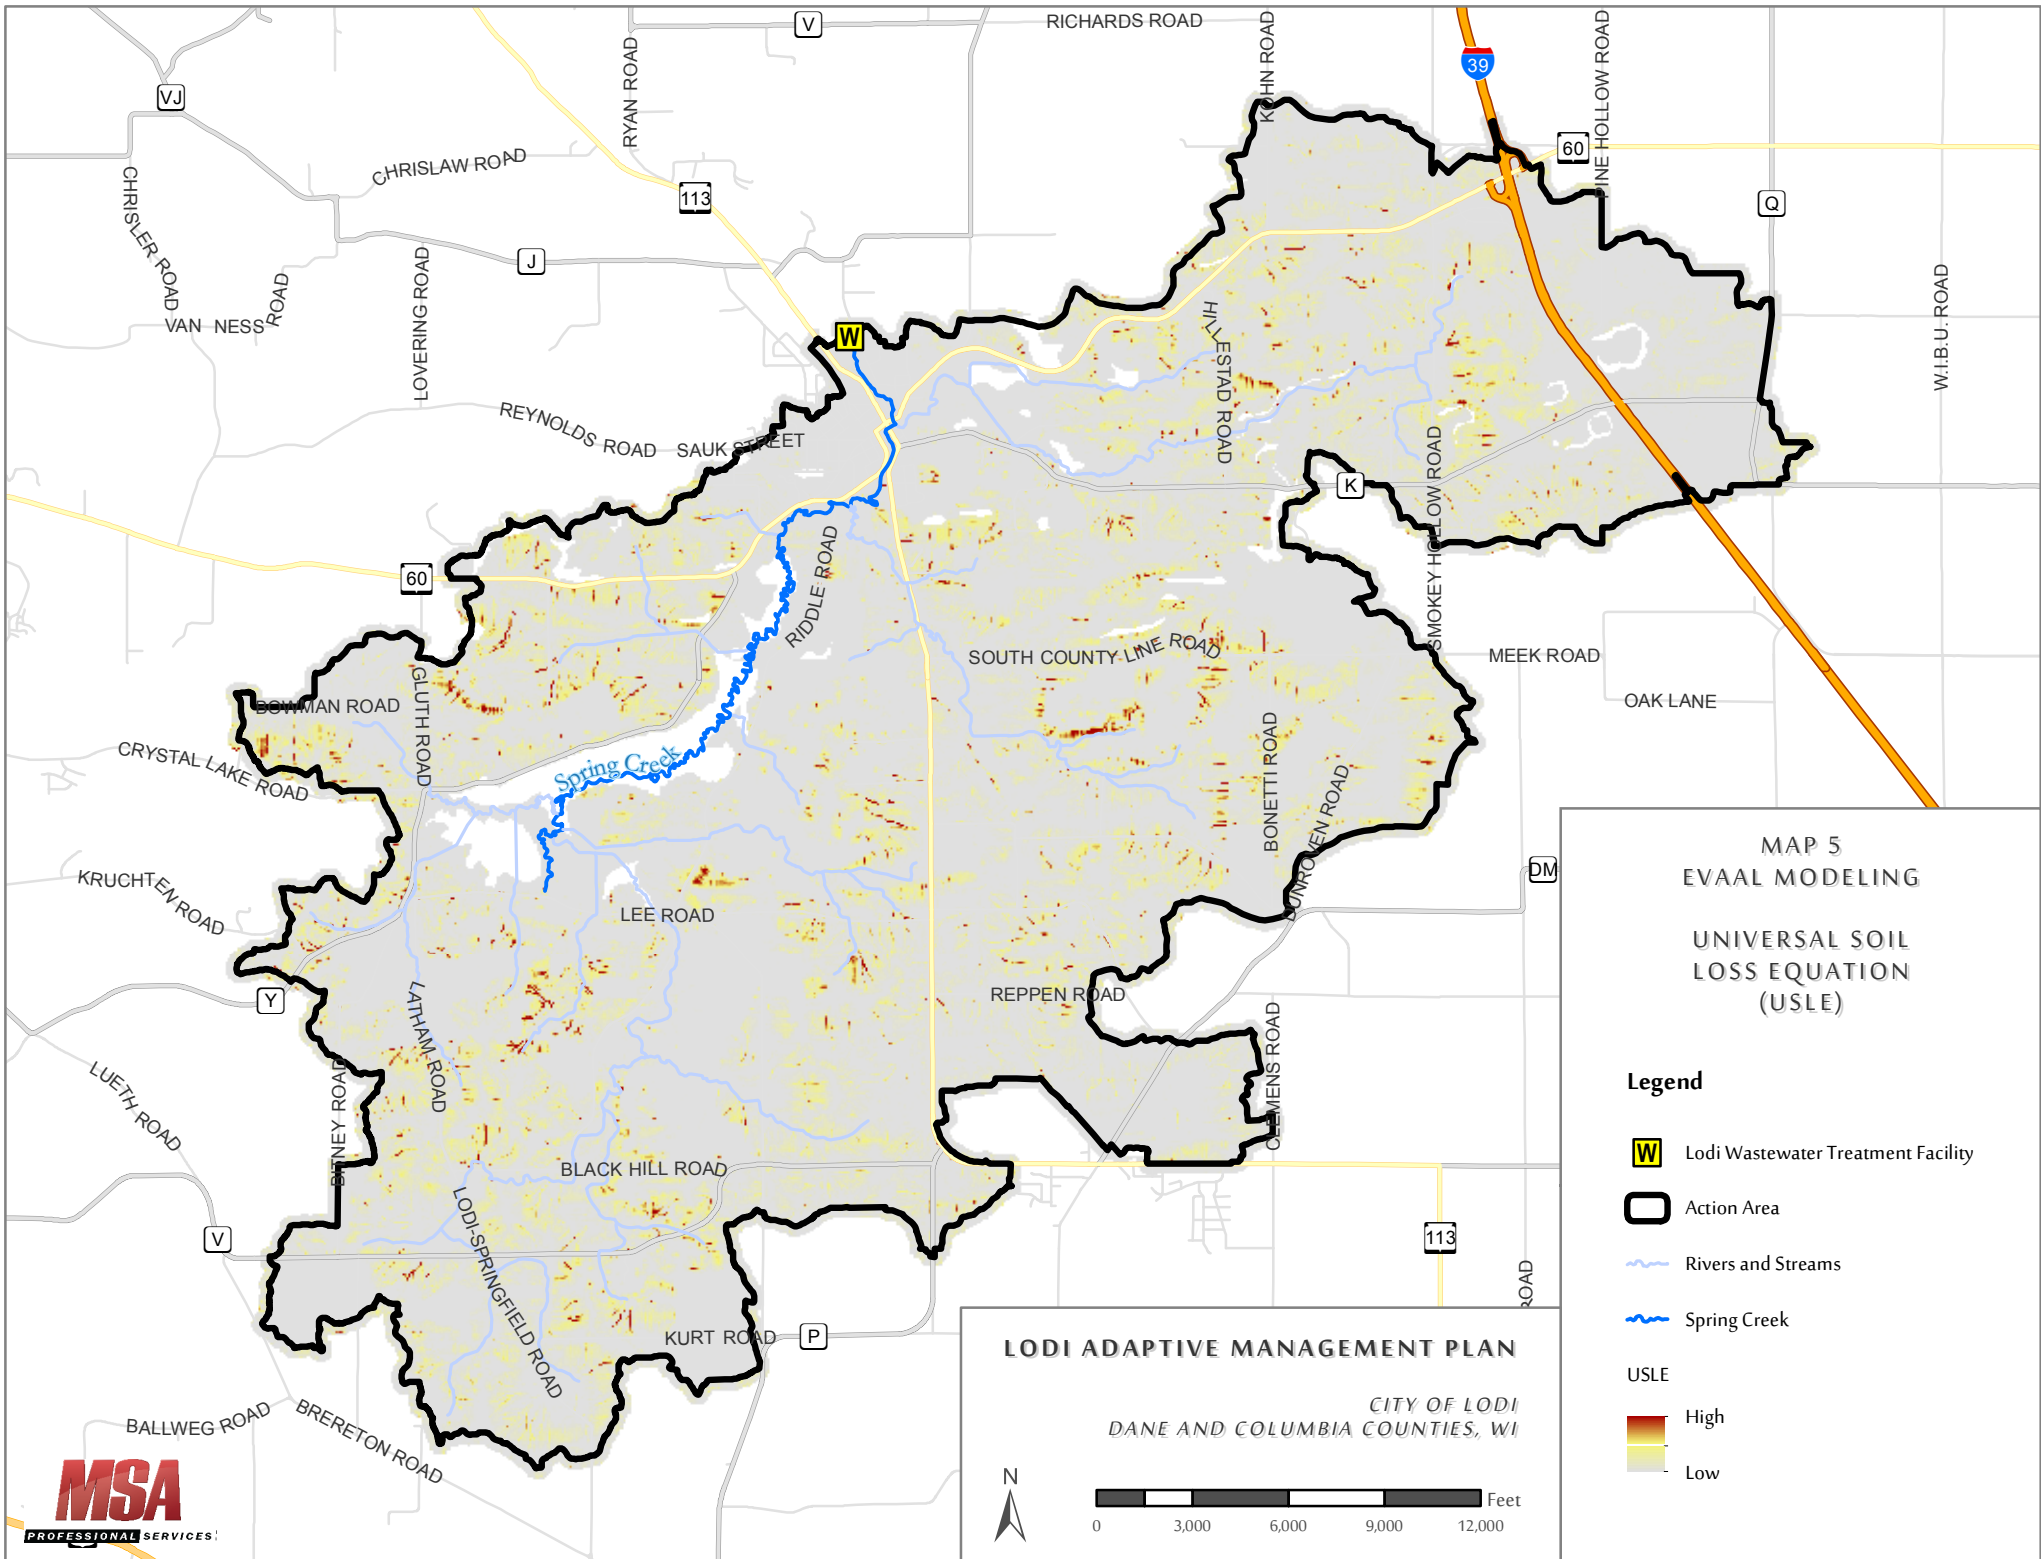 V
RICHARDS ROAD
KOHN ROAD
39
PINE HOLLOW ROAD
RYAN ROAD
VJ
CHRISLAW ROAD
60
113
CHRISLER ROAD
Q
J
LOVERING ROAD
VAN NESS ROAD
W.I.B.U. ROAD
HILLESTAD ROAD
W
REYNOLDS ROAD
SAUK STREET
SMOKEY HOLLOW ROAD
K
60
RIDDLE ROAD
SOUTH COUNTY LINE ROAD
MEEK ROAD
OAK LANE
GLUTH ROAD
BOWMAN ROAD
CRYSTAL LAKE ROAD
Spring Creek
BONETTI ROAD
DUNROVEN ROAD
DM
KRUCHTEN ROAD
LEE ROAD
Y
LATHAM ROAD
REPPEN ROAD
CLEMENS ROAD
LUETH ROAD
BITNEY ROAD
BLACK HILL ROAD
LODI-SPRINGFIELD ROAD
V
113
ROAD
KURT ROAD
P
BALLWEG ROAD
BRERETON ROAD
MSA
PROFESSIONAL SERVICES
LODI ADAPTIVE MANAGEMENT PLAN
CITY OF LODI
DANE AND COLUMBIA COUNTIES, WI
N
Feet
0 3,000 6,000 9,000 12,000
MAP 5
EVAAL MODELING
UNIVERSAL SOIL
LOSS EQUATION
(USLE)
Legend
W Lodi Wastewater Treatment Facility
Action Area
Rivers and Streams
Spring Creek
USLE
High
Low